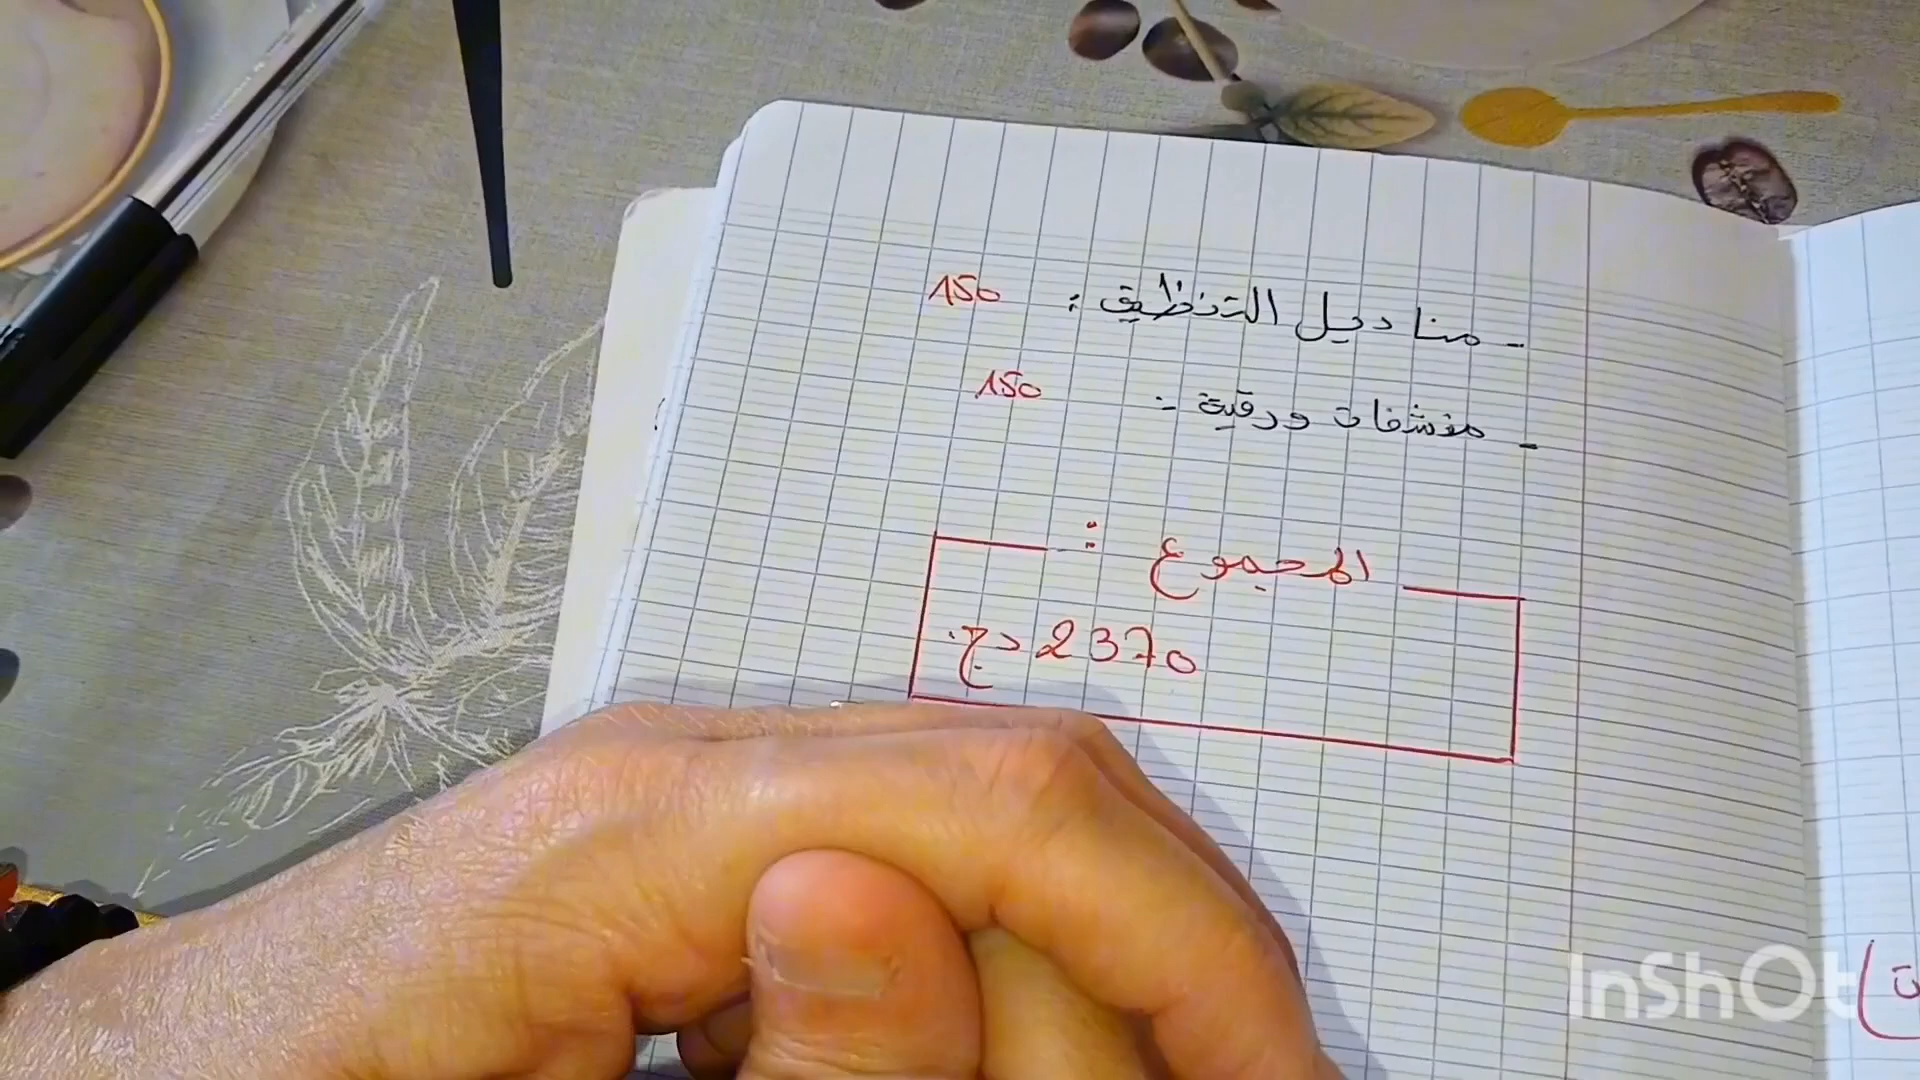 - مناديل التنظيف : 150
- منشفات ورقية : 150
المجموع :
2370 دج.
InShOt